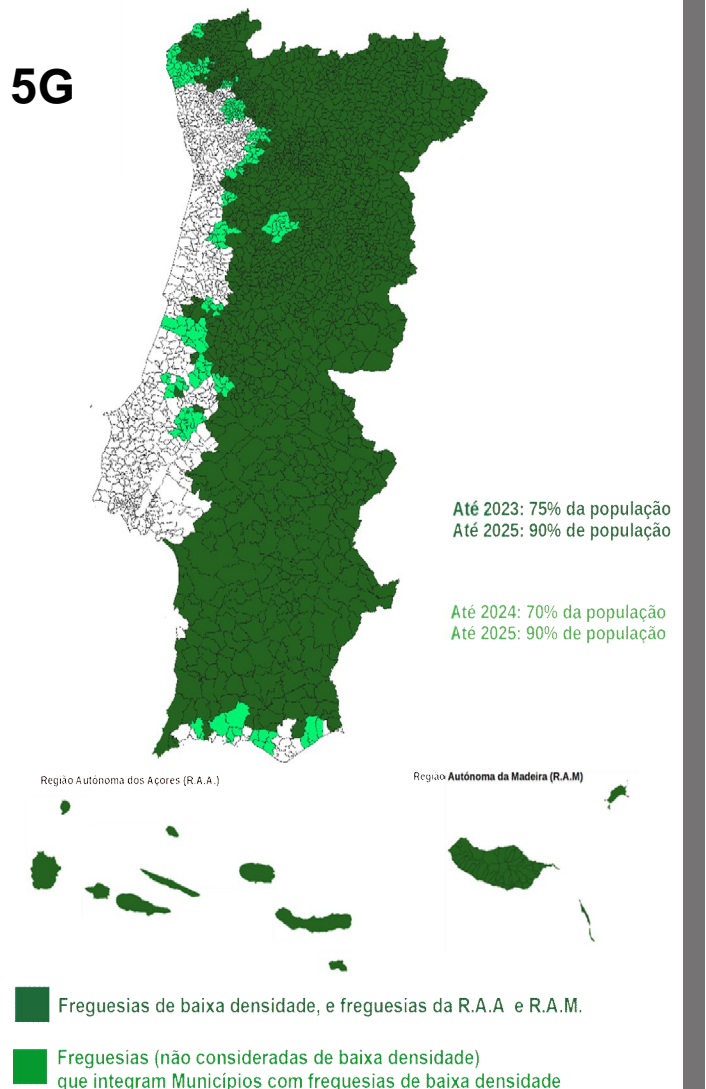 5G
Até 2023: 75% da população
Até 2025: 90% de população
Até 2024: 70% da população
Até 2025: 90% de população
Região Autónoma dos Açores (R.A.A.)
Região Autónoma da Madeira (R.A.M)
Freguesias de baixa densidade, e freguesias da R.A.A e R.A.M.
Freguesias (não consideradas de baixa densidade)
que integram Municípios com freguesias de baixa densidade